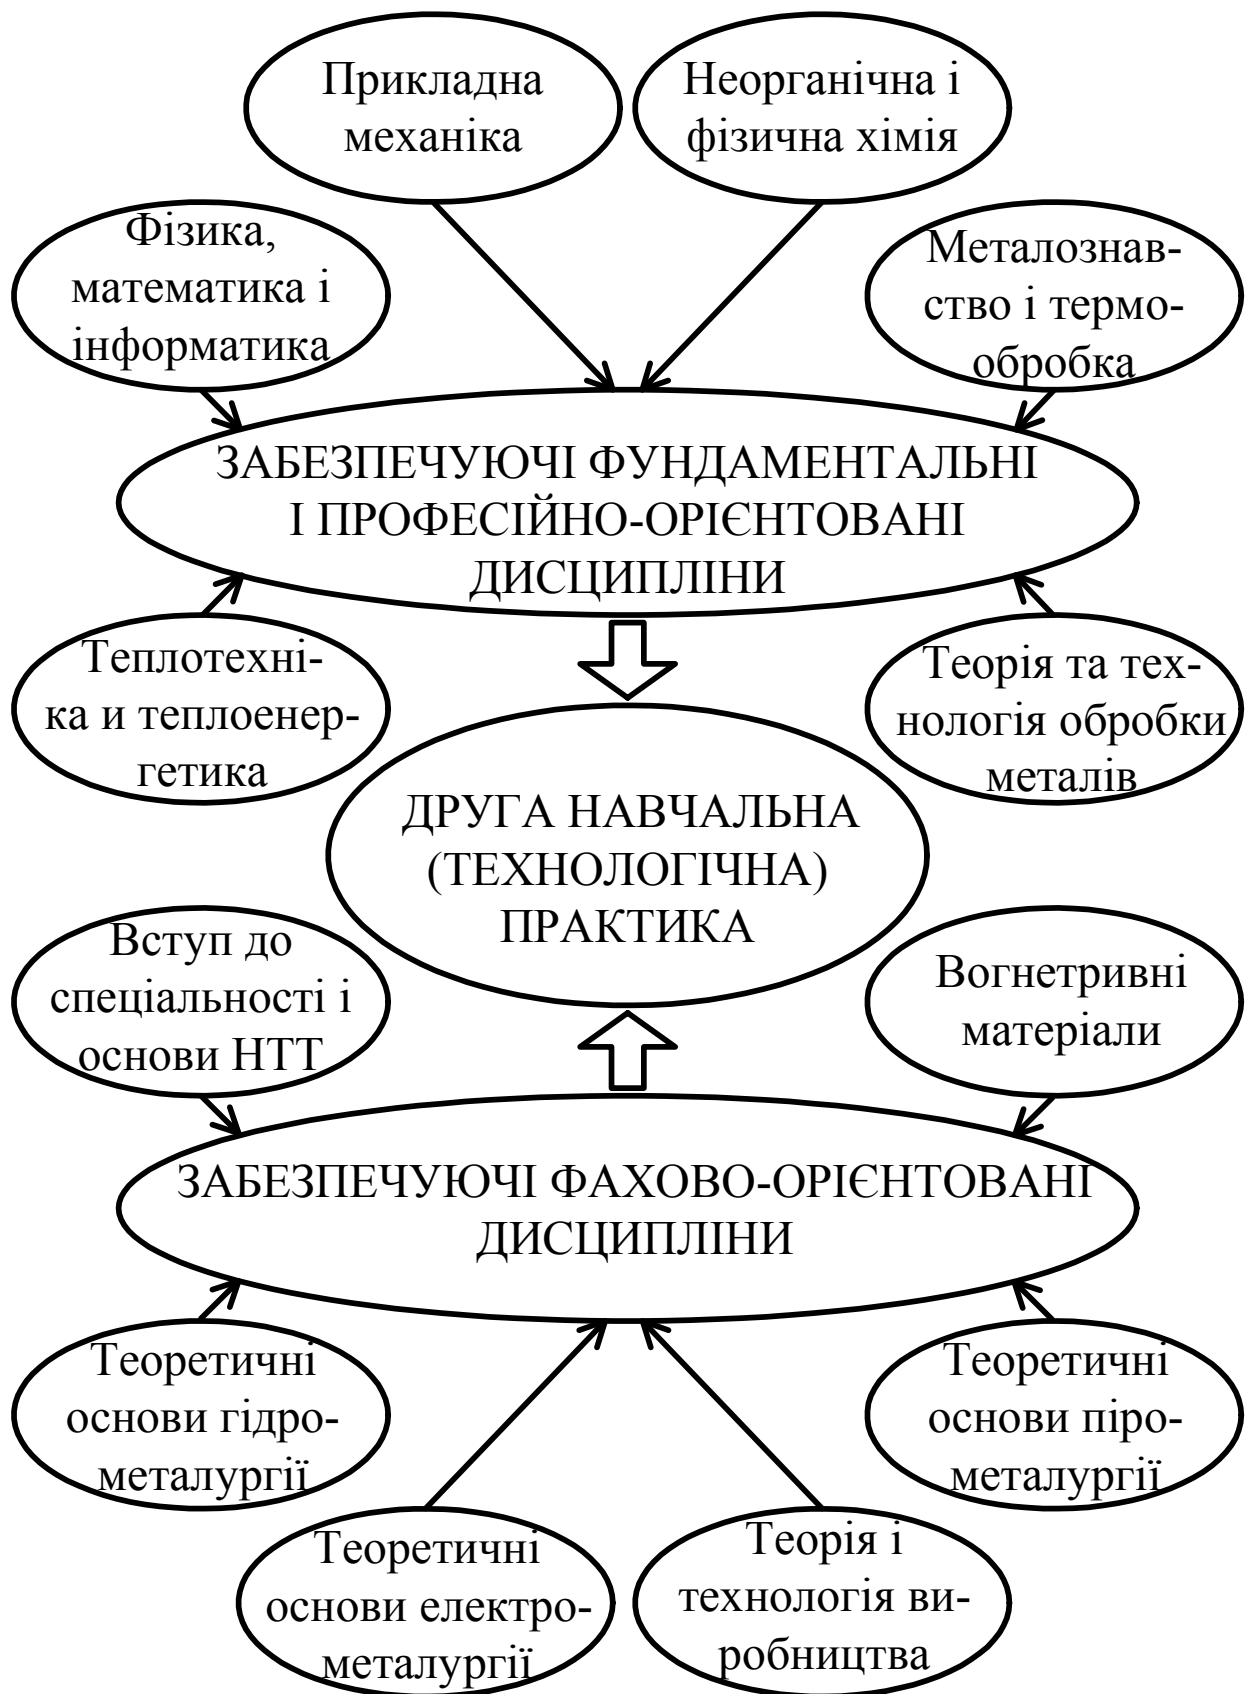 Прикладна
механіка
Неорганічна і
фізична хімія
Фізика,
математика і
інформатика
Металознав-
ство і термо-
обробка
ЗАБЕЗПЕЧУЮЧІ ФУНДАМЕНТАЛЬНІ
І ПРОФЕСІЙНО-ОРІЄНТОВАНІ
ДИСЦИПЛІНИ
Теплотехні-
ка и теплоенер-
гетика
Теорія та тех-
нологія обробки
металів
ДРУГА НАВЧАЛЬНА
(ТЕХНОЛОГІЧНА)
ПРАКТИКА
Вступ до
спеціальності і
основи НТТ
Вогнетривні
матеріали
ЗАБЕЗПЕЧУЮЧІ ФАХОВО-ОРІЄНТОВАНІ
ДИСЦИПЛІНИ
Теоретичні
основи гідро-
металургії
Теоретичні
основи піро-
металургії
Теоретичні
основи електро-
металургії
Теорія і
технологія ви-
робництва